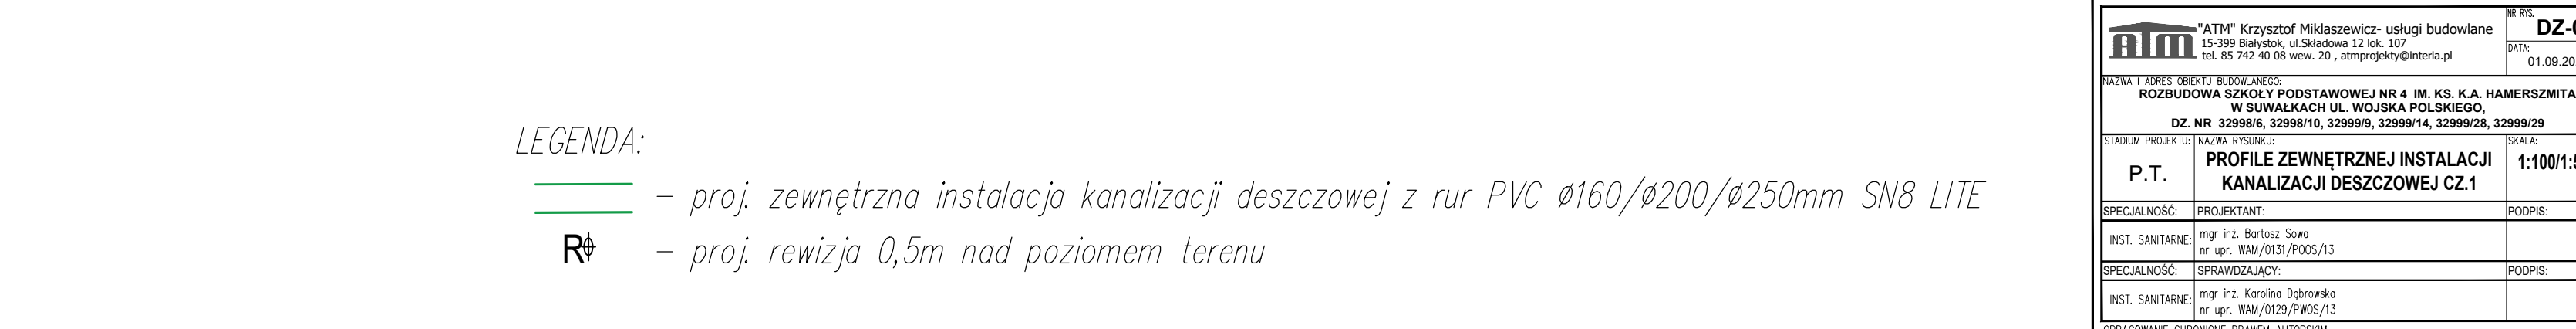 LEGENDA:
– proj. zewnętrzna instalacja kanalizacji deszczowej z rur PVC ø160/ø200/ø250mm SN8 LITE
R – proj. rewizja 0,5m nad poziomem terenu
ATM
"ATM" Krzysztof Miklaszewicz- usługi budowlane
15-399 Białystok, ul.Składowa 12 lok. 107
tel. 85 742 40 08 wew. 20 , atmprojekty@interia.pl
NR RYS.
DATA:
NAZWA I ADRES OBIEKTU BUDOWLANEGO:
ROZBUDOWA SZKOŁY PODSTAWOWEJ NR 4 IM. KS. K.A. HAMERSZMITA
W SUWAŁKACH UL. WOJSKA POLSKIEGO,
DZ. NR 32998/6, 32998/10, 32999/9, 32999/14, 32999/28, 32999/29
STADIUM PROJEKTU: NAZWA RYSUNKU: SKALA:
P.T.
PROFILE ZEWNĘTRZNEJ INSTALACJI
KANALIZACJI DESZCZOWEJ CZ.1
SPECJALNOŚĆ: PROJEKTANT: PODPIS:
INST. SANITARNE:
mgr inż. Bartosz Sowa
nr upr. WAM/0131/POOS/13
SPECJALNOŚĆ: SPRAWDZAJĄCY: PODPIS:
INST. SANITARNE:
mgr inż. Karolina Dąbrowska
nr upr. WAM/0129/PWOS/13
OPRACOWANIE CHRONIONE PRAWEM AUTORSKIM